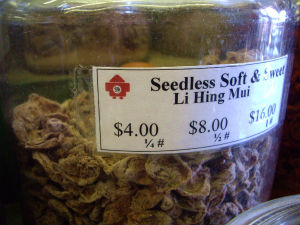 Seedless Soft & Sweet
Li Hing Mui
$4.00 $8.00 $16.00
¼ # ½ # 1 #